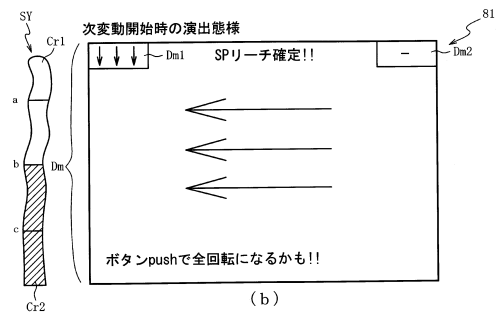 SY
Cr1
a
b
c
Cr2
Dm
次変動開始時の演出態様
81
Dm1
SPリーチ確定!!
−
Dm2
ボタンpushで全回転になるかも!!
(b)